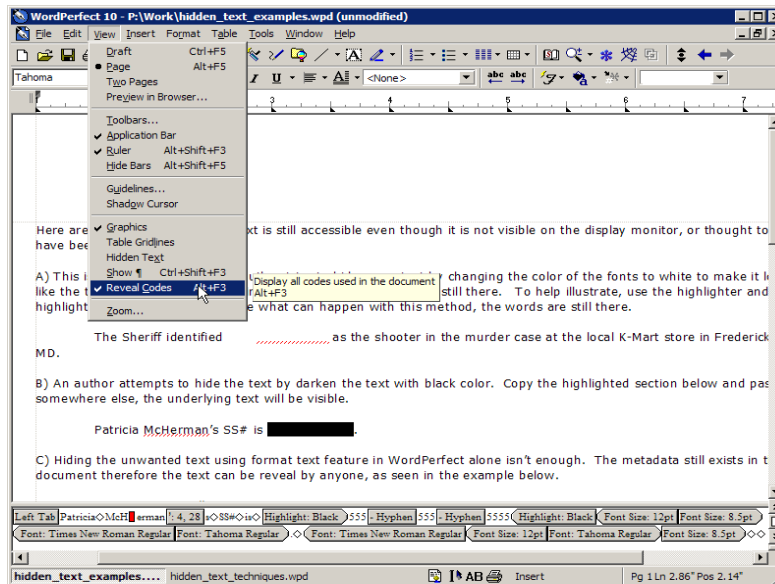 WordPerfect 10 - P:\Work\hidden_text_examples.wpd (unmodified)
File Edit View Insert Format Table Tools Window Help
Tahoma
<None>
abc abc
Draft Ctrl+F5
Page Alt+F5
Two Pages
Preview in Browser...
Toolbars...
Application Bar
Ruler Alt+Shift+F3
Hide Bars Alt+Shift+F5
Guidelines...
Shadow Cursor
Graphics
Table Gridlines
Hidden Text
Show ¶ Ctrl+Shift+F3
Reveal Codes Alt+F3
Zoom...
Display all codes used in the document
Alt+F3
3 4 5 6 7
Here are xt is still accessible even though it is not visible on the display monitor, or thought to
have bee
A) This i by changing the color of the fonts to white to make it l
like the t still there. To help illustrate, use the highlighter and
highlight e what can happen with this method, the words are still there.
The Sheriff identified as the shooter in the murder case at the local K-Mart store in Frederick
MD.
B) An author attempts to hide the text by darken the text with black color. Copy the highlighted section below and pas
somewhere else, the underlying text will be visible.
Patricia McHerman's SS# is .
C) Hiding the unwanted text using format text feature in WordPerfect alone isn't enough. The metadata still exists in t
document therefore the text can be reveal by anyone, as seen in the example below.
Left Tab Patricia◇McH erman ': 4, 28 s◇SS#◇is◇ Highlight: Black 555 - Hyphen 555 - Hyphen 5555 Highlight: Black Font Size: 12pt Font Size: 8.5pt
Font: Times New Roman Regular Font: Tahoma Regular .◇ Font: Times New Roman Regular Font Size: 12pt Font: Tahoma Regular Font Size: 8.5pt ◇◇
hidden_text_examples.... hidden_text_techniques.wpd AB Insert Pg 1 Ln 2.86" Pos 2.14"